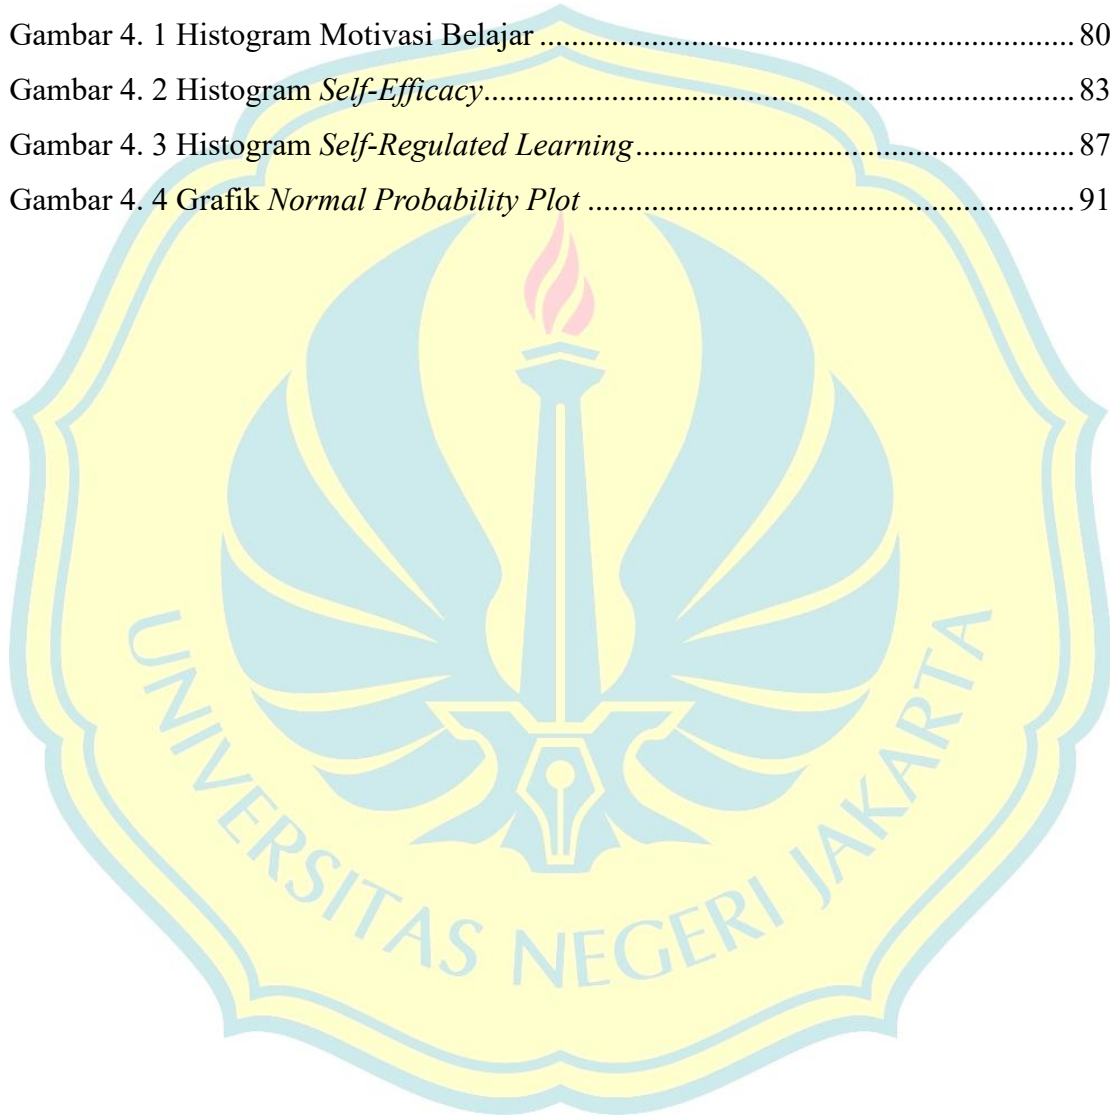 Gambar 4. 1 Histogram Motivasi Belajar .................................................................. 80
Gambar 4. 2 Histogram Self-Efficacy......................................................................... 83
Gambar 4. 3 Histogram Self-Regulated Learning...................................................... 87
Gambar 4. 4 Grafik Normal Probability Plot ............................................................ 91
UNIVERSITAS NEGERI JAKARTA